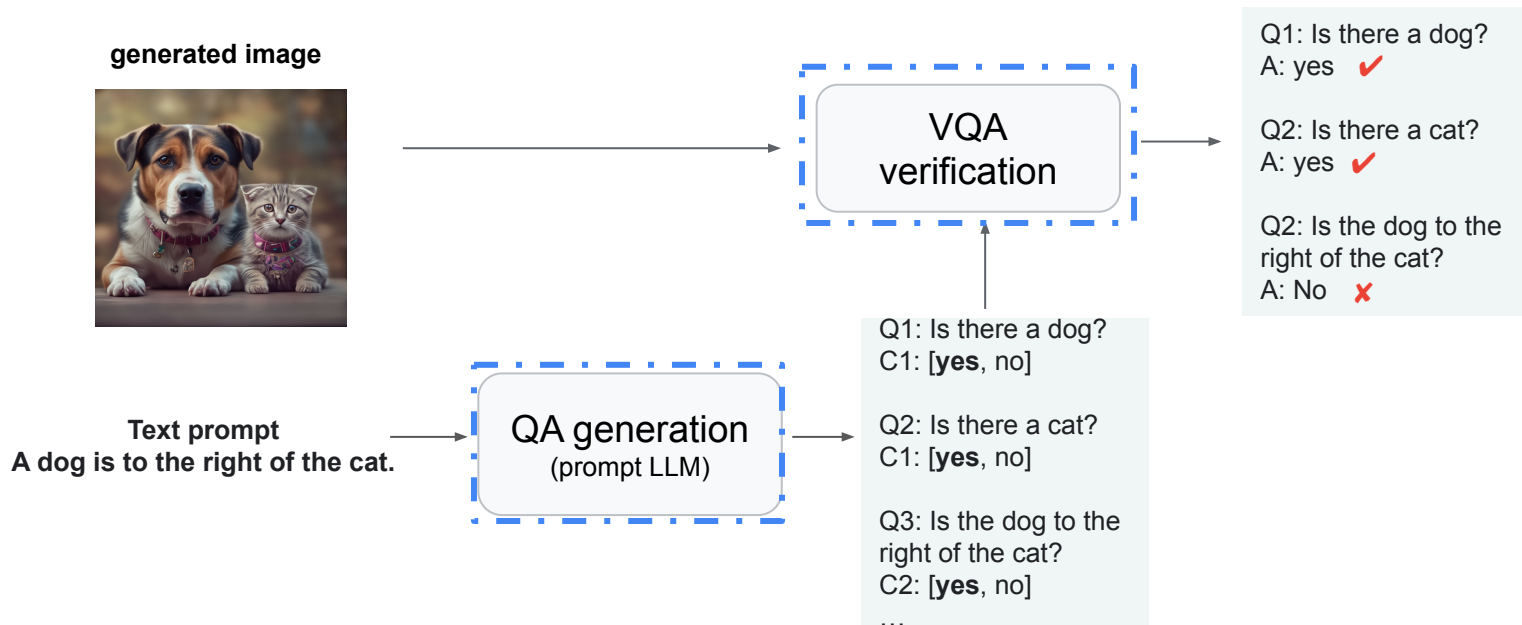 generated image
VQA
verification
Q1: Is there a dog?
A: yes ✔
Q2: Is there a cat?
A: yes ✔
Q2: Is the dog to the
right of the cat?
A: No ✘
Text prompt
A dog is to the right of the cat.
QA generation
(prompt LLM)
Q1: Is there a dog?
C1: [yes, no]
Q2: Is there a cat?
C1: [yes, no]
Q3: Is the dog to the
right of the cat?
C2: [yes, no]
...